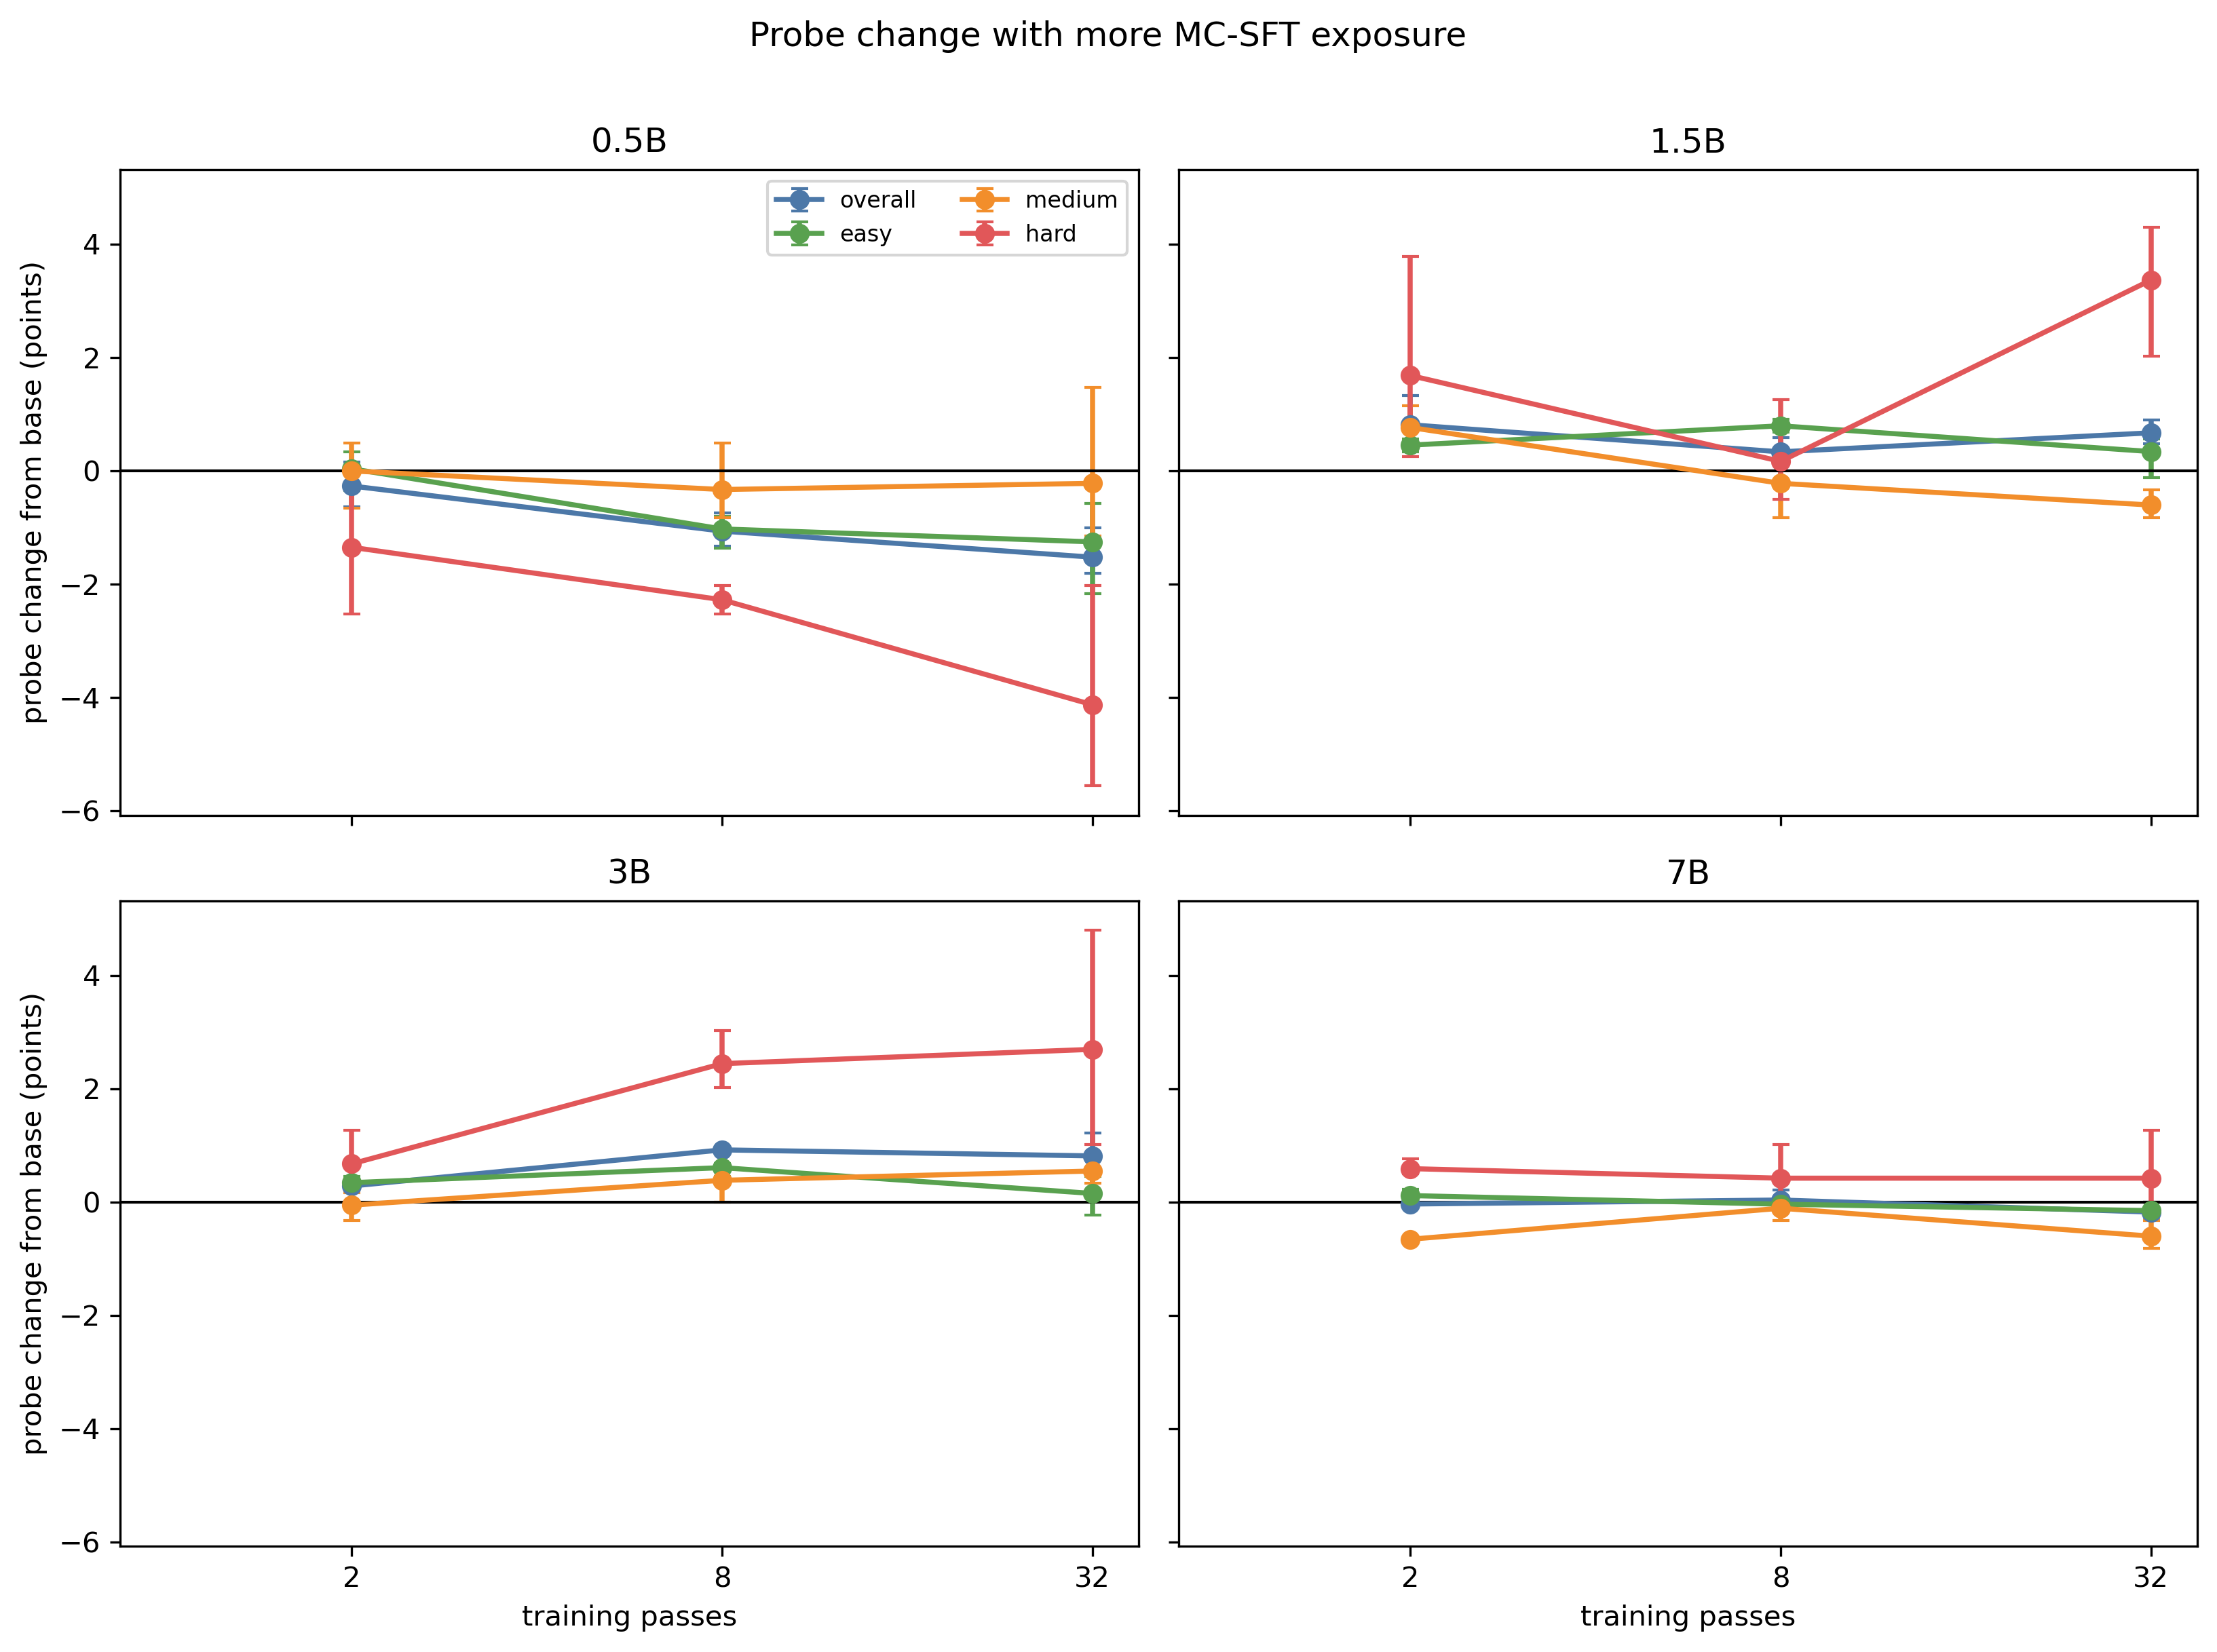 Probe change with more MC-SFT exposure
0.5B
1.5B
overall
medium
easy
hard
probe change from base (points)
4
2
0
−2
−4
−6
3B
7B
probe change from base (points)
4
2
0
−2
−4
−6
2
8
32
2
8
32
training passes
training passes